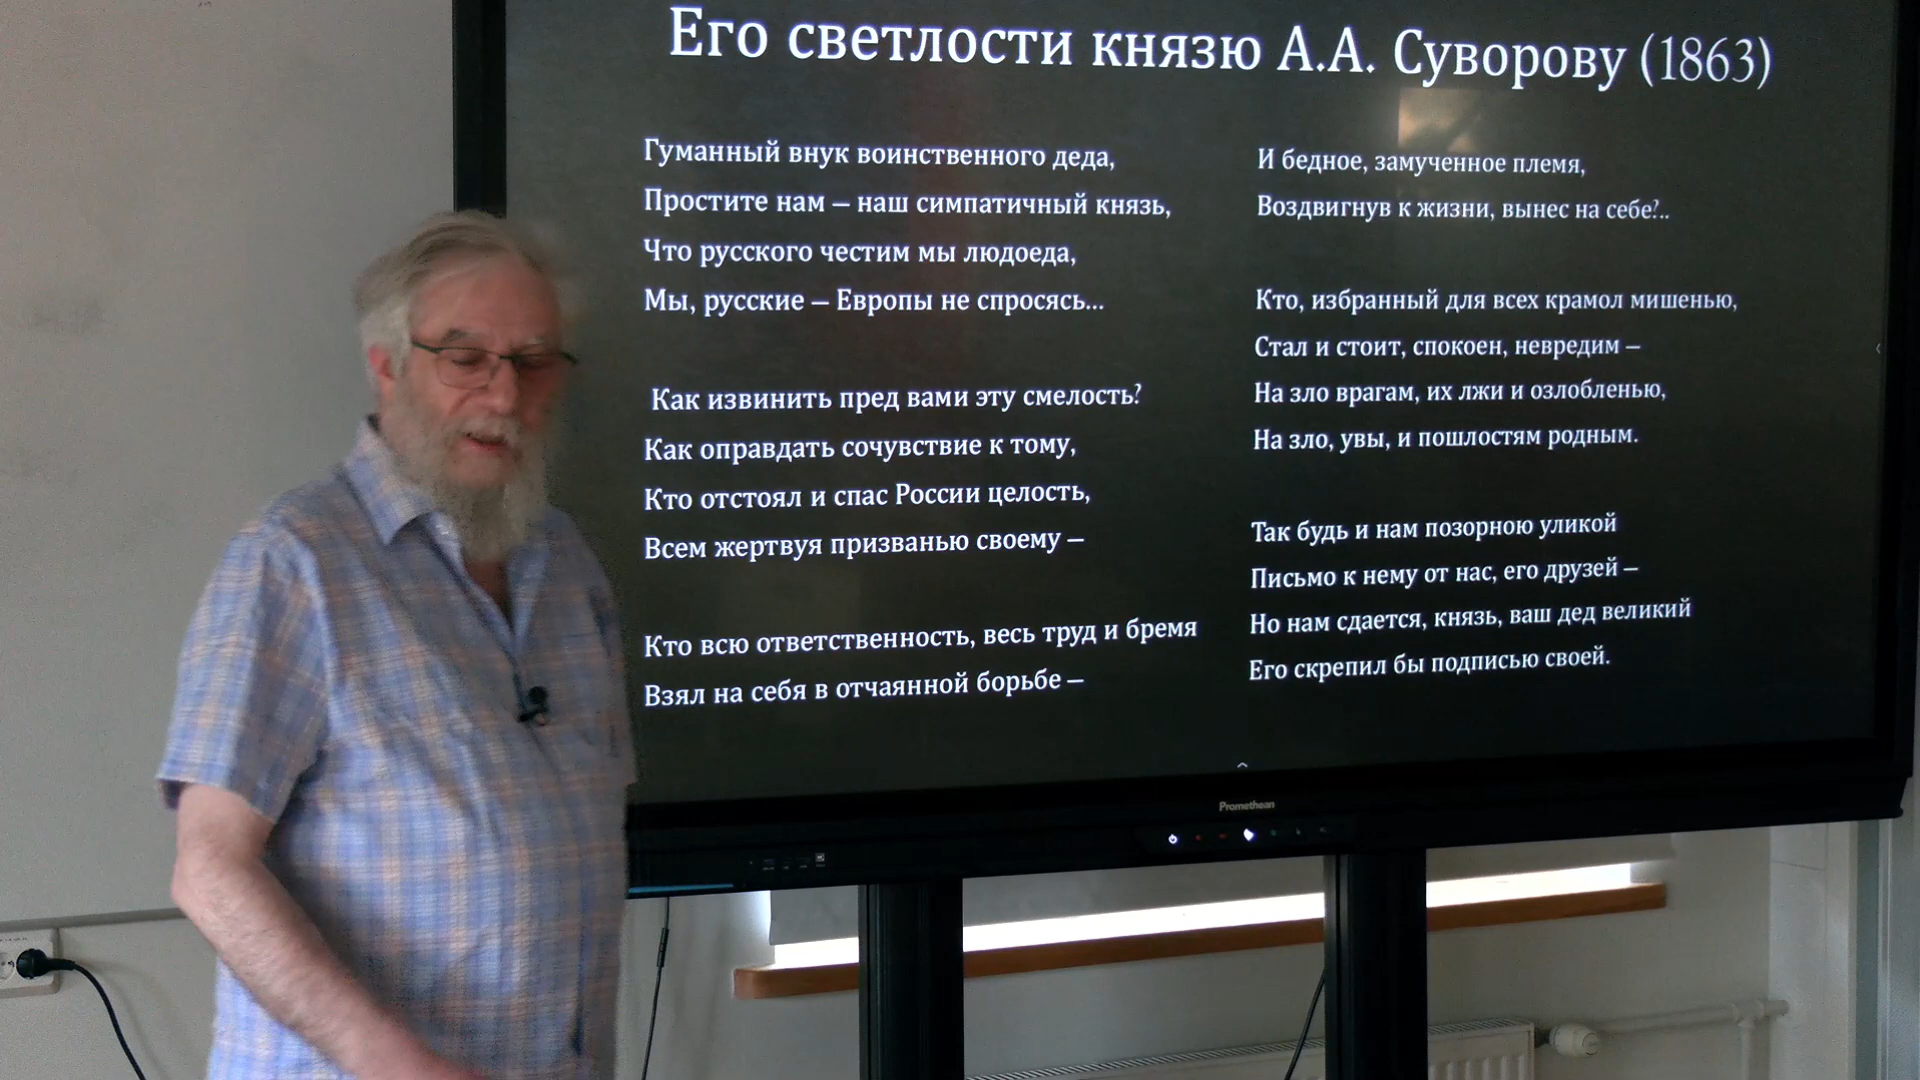 Его светлости князю А.А. Суворову (1863)
Гуманный внук воинственного деда,
Простите нам – наш симпатичный князь,
Что русского честим мы людоеда,
Мы, русские – Европы не спросясь...
Как извинить пред вами эту смелость?
Как оправдать сочувствие к тому,
Кто отстоял и спас России целость,
Всем жертвуя призванью своему –
Кто всю ответственность, весь труд и бремя
Взял на себя в отчаянной борьбе –
И бедное, замученное племя,
Воздвигнув к жизни, вынес на себе?..
Кто, избранный для всех крамол мишенью,
Стал и стоит, спокоен, невредим –
На зло врагам, их лжи и озлобленью,
На зло, увы, и пошлостям родным.
Так будь и нам позорною уликой
Письмо к нему от нас, его друзей –
Но нам сдается, князь, ваш дед великий
Его скрепил бы подписью своей.
Promethean